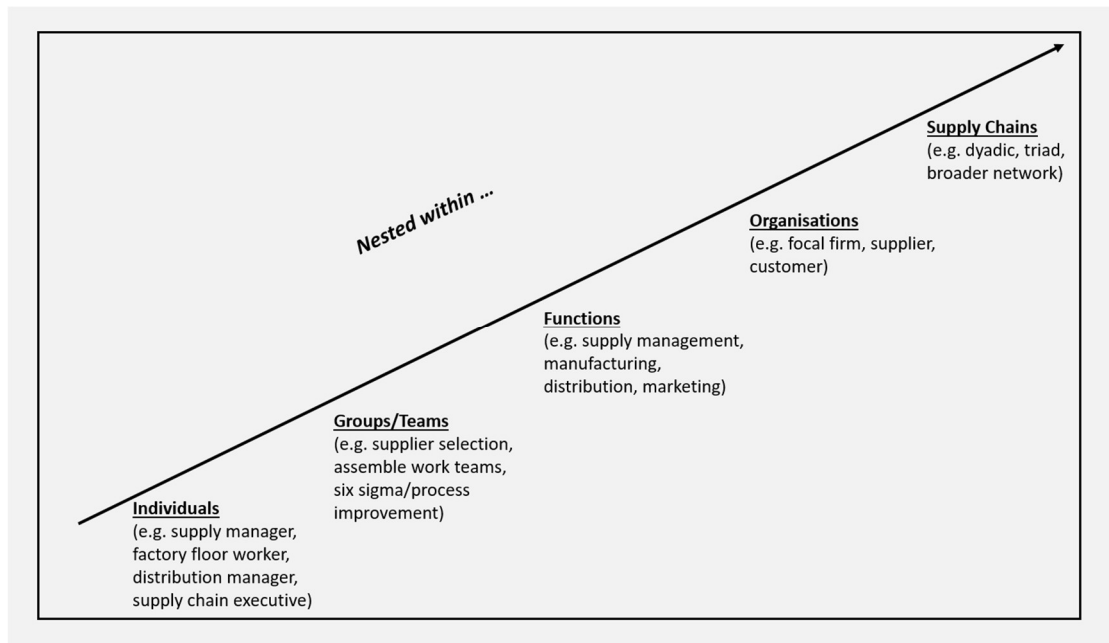 Supply Chains
(e.g. dyadic, triad,
broader network)
Nested within ...
Organisations
(e.g. focal firm, supplier,
customer)
Functions
(e.g. supply management,
manufacturing,
distribution, marketing)
Groups/Teams
(e.g. supplier selection,
assemble work teams,
six sigma/process
improvement)
Individuals
(e.g. supply manager,
factory floor worker,
distribution manager,
supply chain executive)